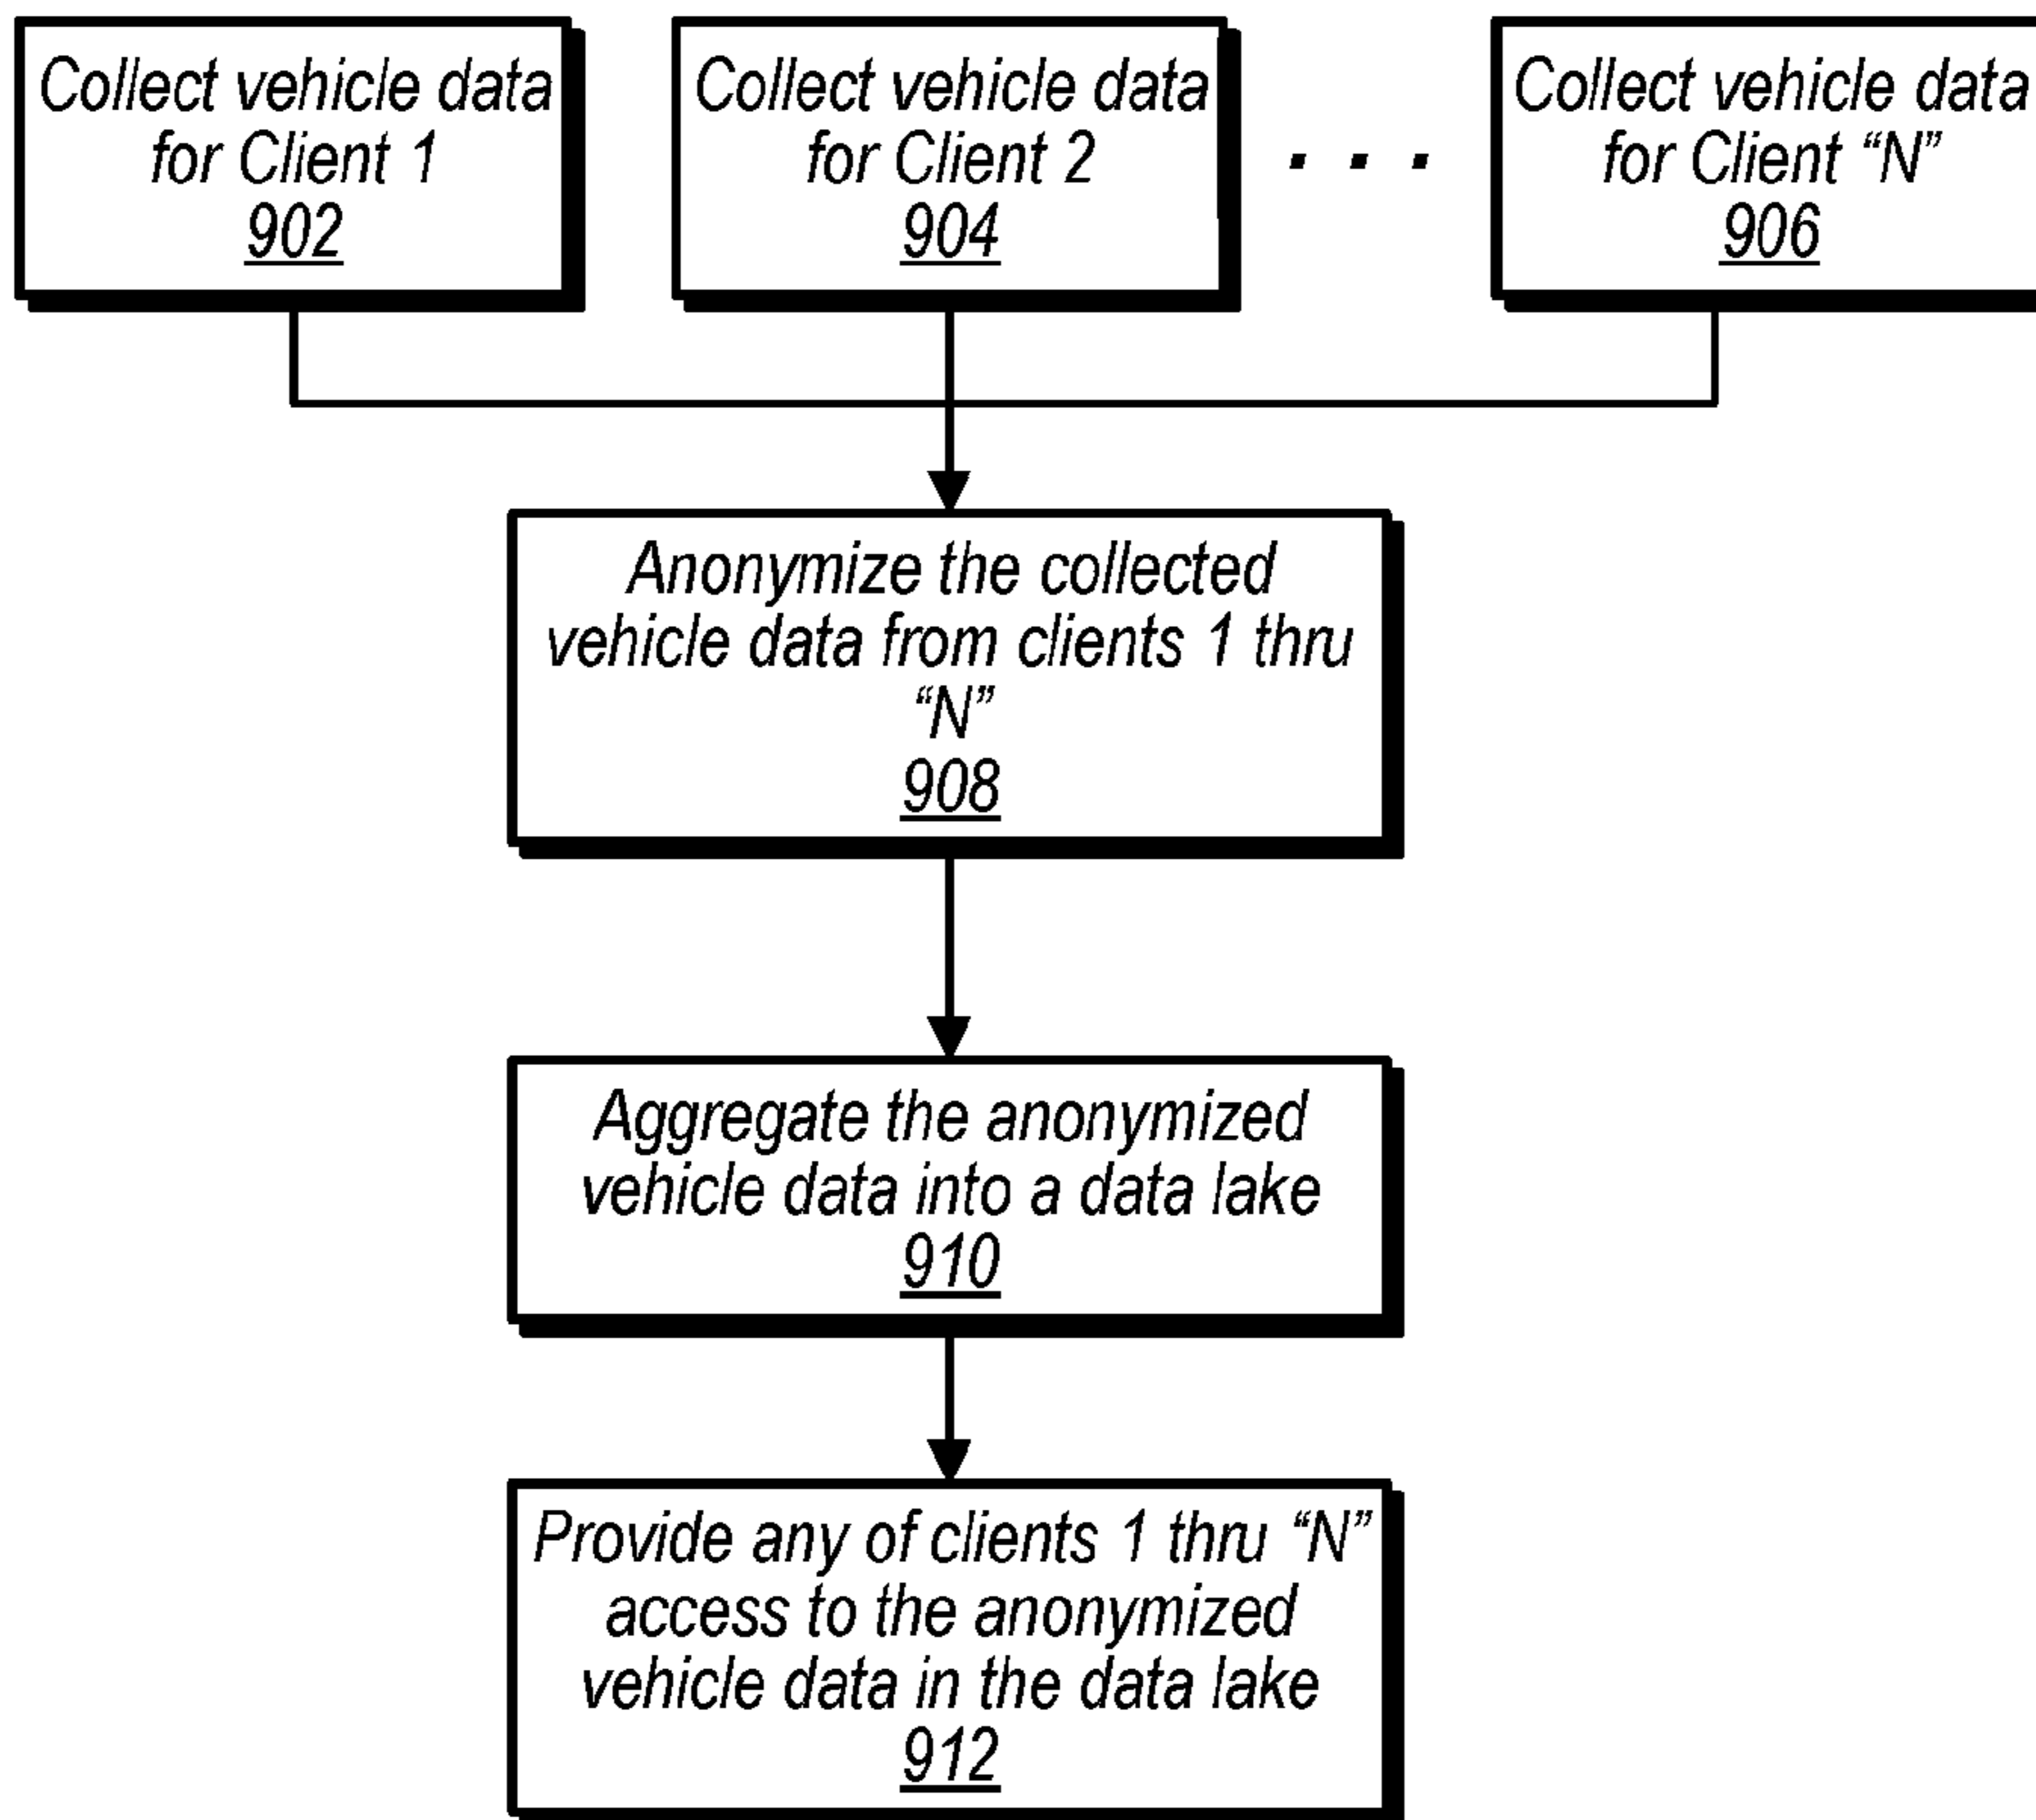 Collect vehicle data
for Client 1
902
Collect vehicle data
for Client 2
904
. . .
Collect vehicle data
for Client “N”
906
Anonymize the collected
vehicle data from clients 1 thru
“N”
908
Aggregate the anonymized
vehicle data into a data lake
910
Provide any of clients 1 thru “N”
access to the anonymized
vehicle data in the data lake
912